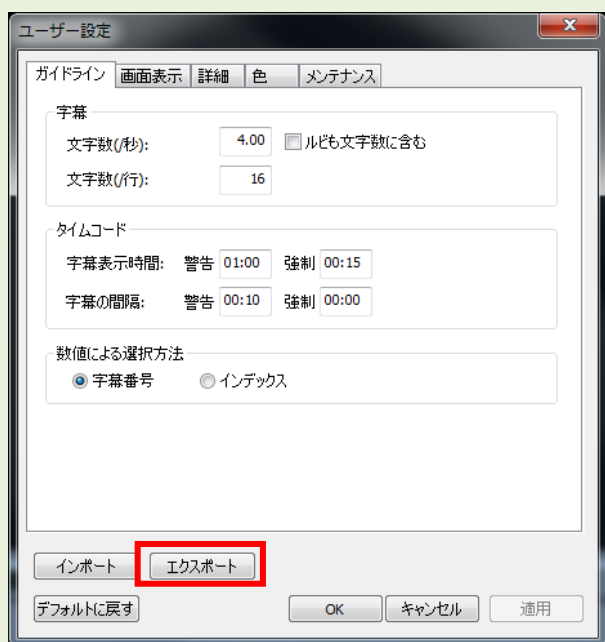 ユーザー設定
ガイドライン 画面表示 詳細 色 メンテナンス
字幕
文字数(/秒): 4.00 ルビも文字数に含む
文字数(/行): 16
タイムコード
字幕表示時間: 警告 01:00 強制 00:15
字幕の間隔: 警告 00:10 強制 00:00
数値による選択方法
字幕番号 インデックス
インポート エクスポート
デフォルトに戻す OK キャンセル 適用